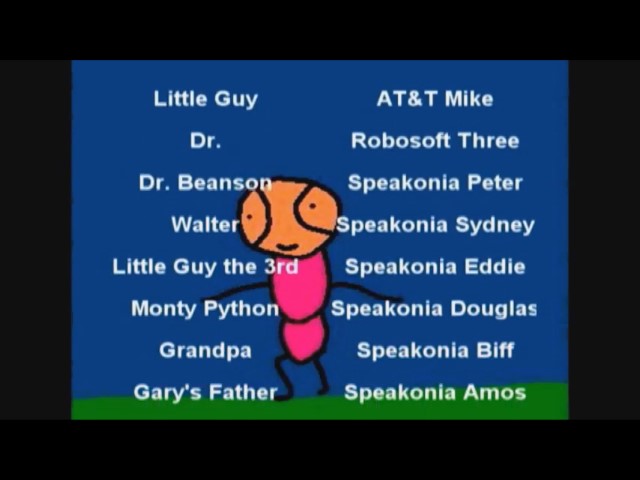 Little Guy AT&T Mike
Dr. Robosoft Three
Dr. Beanson Speakonia Peter
Walter Speakonia Sydney
Little Guy the 3rd Speakonia Eddie
Monty Python Speakonia Douglas
Grandpa Speakonia Biff
Gary's Father Speakonia Amos